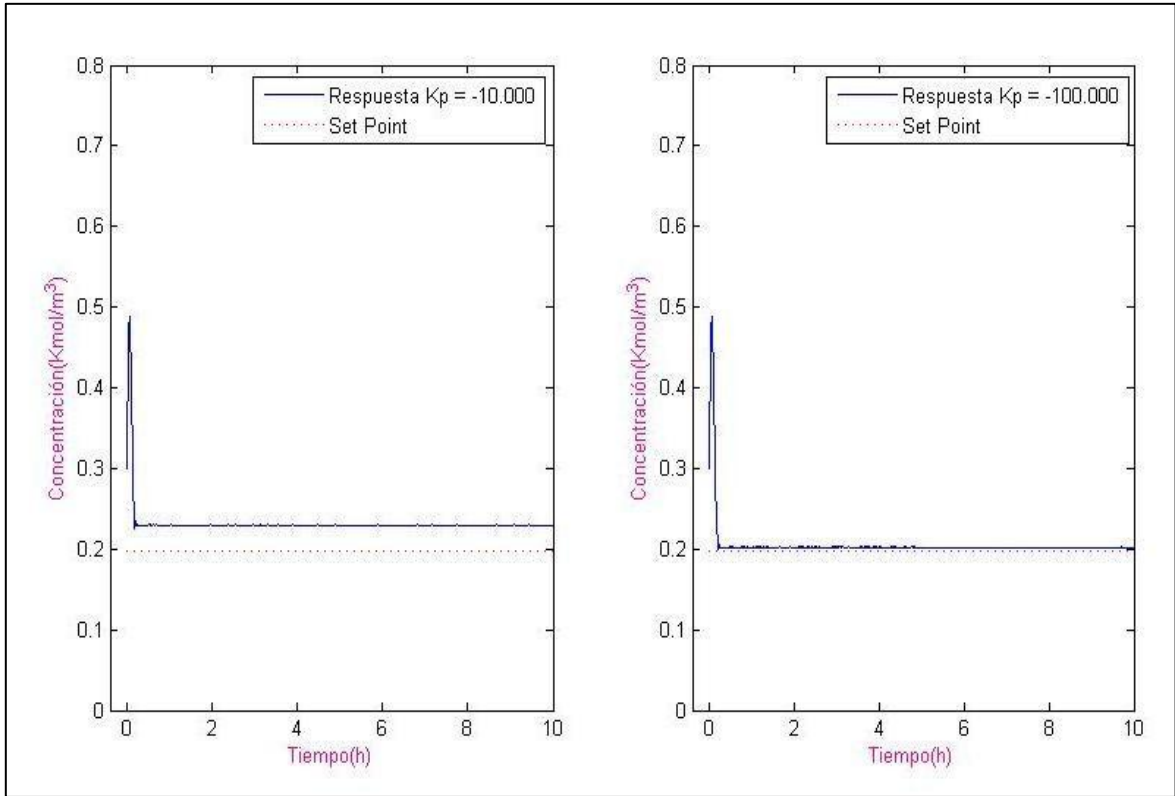 0.8
0.7
0.6
0.5
0.4
0.3
0.2
0.1
0
Concentración(Kmol/m³)
Respuesta Kp = -10.000
Set Point
0 2 4 6 8 10
Tiempo(h)
0.8
0.7
0.6
0.5
0.4
0.3
0.2
0.1
0
Concentración(Kmol/m³)
Respuesta Kp = -100.000
Set Point
0 2 4 6 8 10
Tiempo(h)